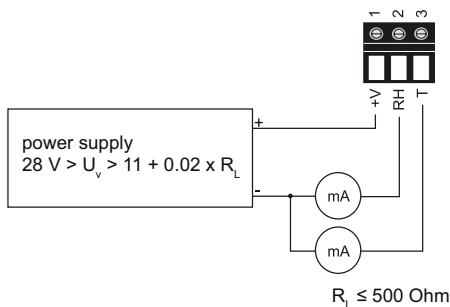 1 2 3
+V RH T
power supply
28 V > U_v > 11 + 0.02 x R_L
+
-
mA
mA
R_L ≤ 500 Ohm